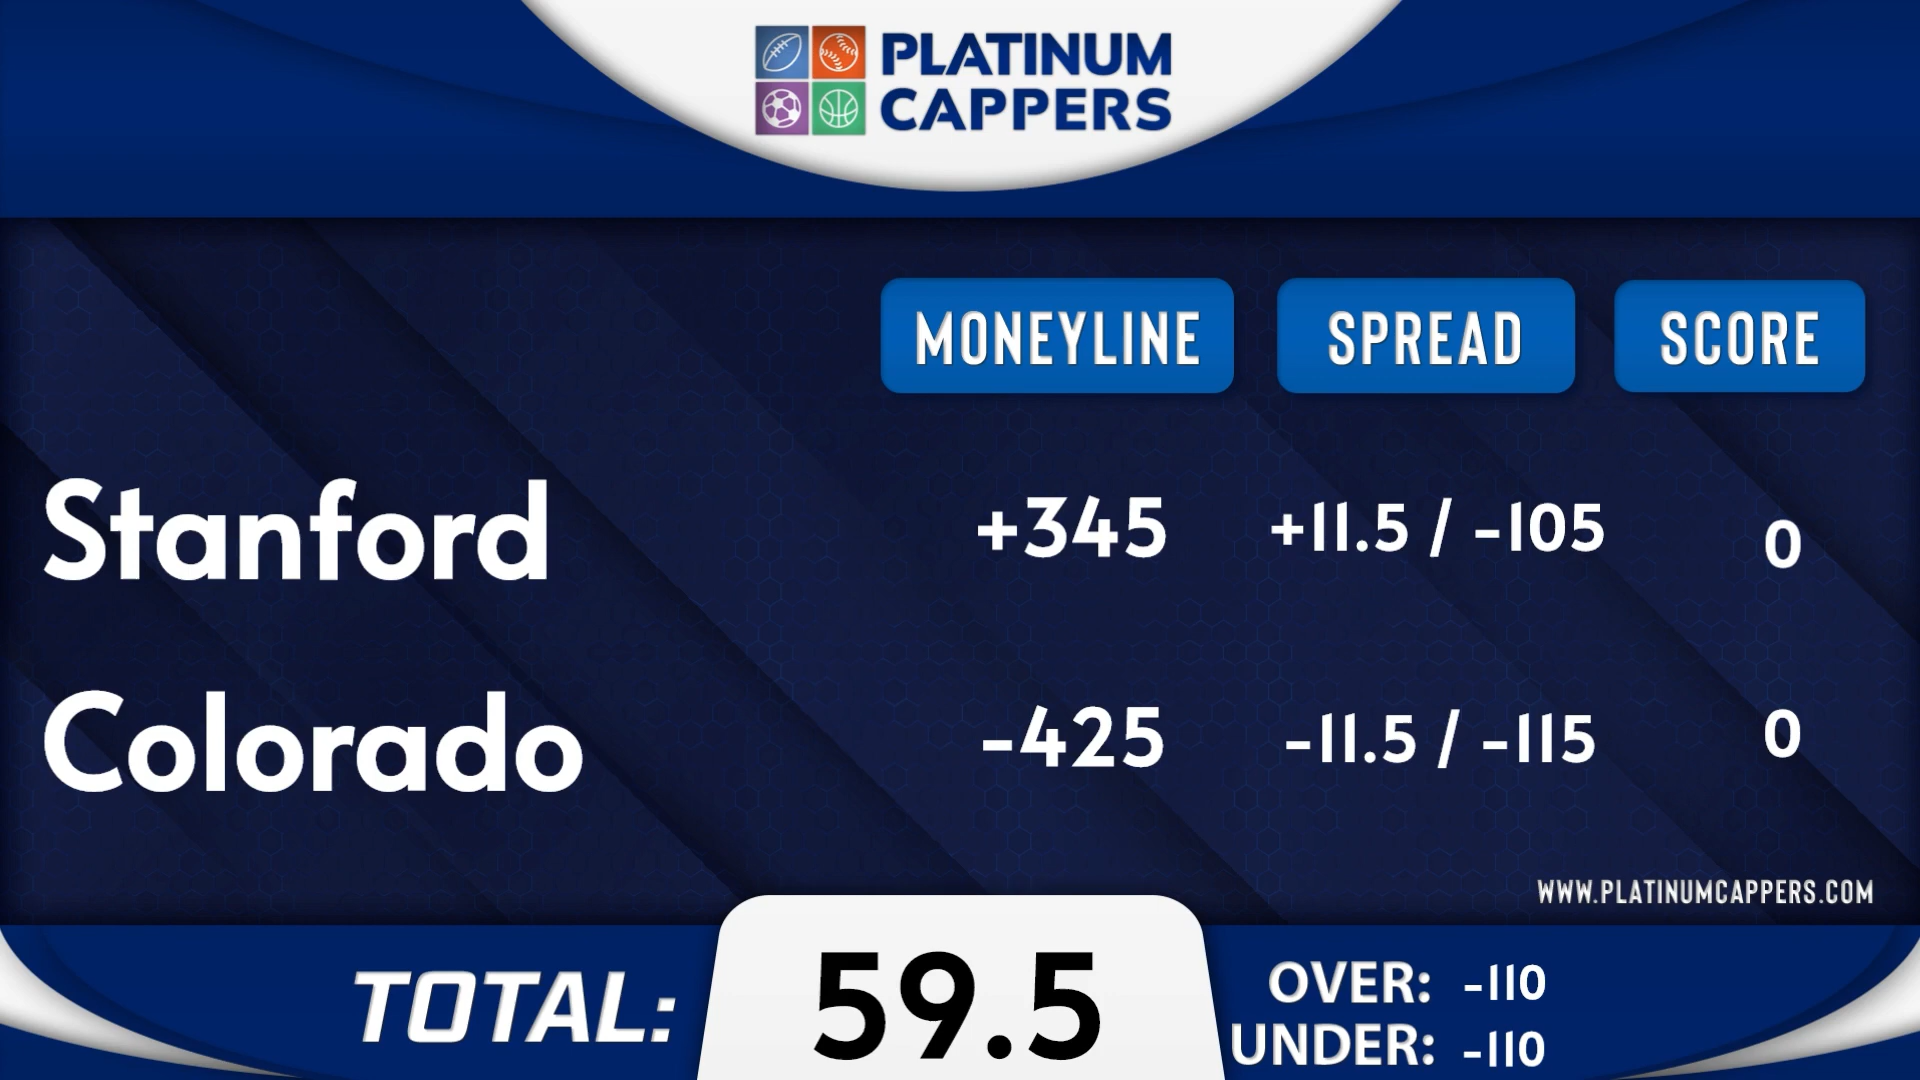 PLATINUM
CAPPERS
MONEYLINE SPREAD SCORE
Stanford +345 +11.5 / -105 0
Colorado -425 -11.5 / -115 0
WWW.PLATINUMCAPPERS.COM
TOTAL: 59.5
OVER: -110
UNDER: -110